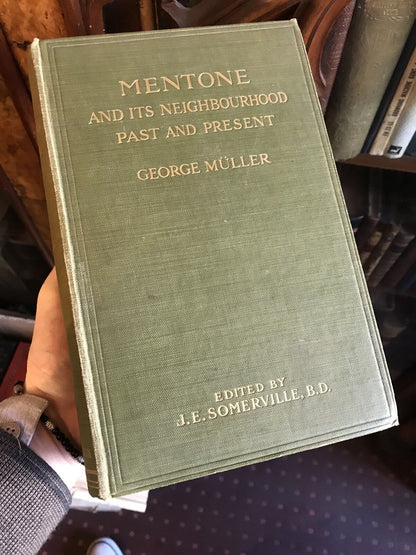 MENTONE
AND ITS NEIGHBOURHOOD
PAST AND PRESENT
GEORGE MÜLLER
EDITED BY
J. E. SOMERVILLE, B.D.